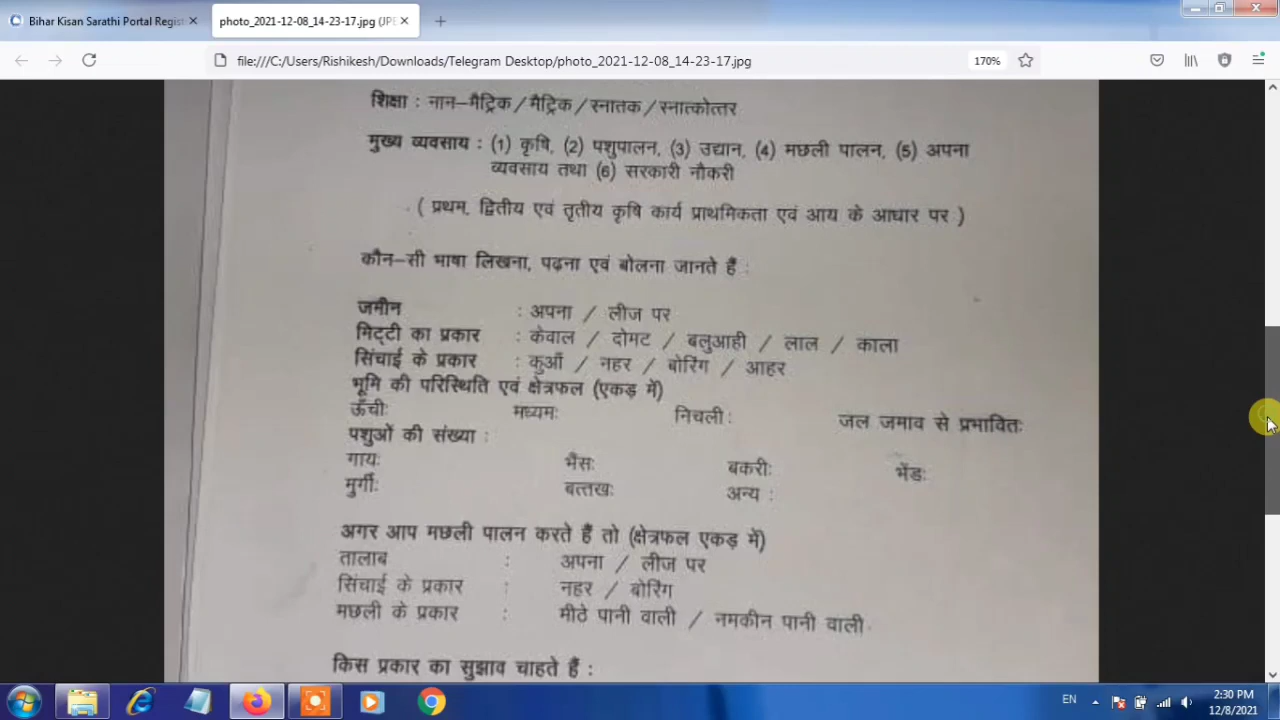 Bihar Kisan Sarathi Portal Regist
photo_2021-12-08_14-23-17.jpg (JPE
file:///C:/Users/Rishikesh/Downloads/Telegram Desktop/photo_2021-12-08_14-23-17.jpg
170%
शिक्षा : नान-मैट्रिक / मैट्रिक / स्नातक / स्नात्कोत्तर
मुख्य व्यवसाय : (1) कृषि, (2) पशुपालन, (3) उद्यान, (4) मछली पालन, (5) अपना
व्यवसाय तथा (6) सरकारी नौकरी
( प्रथम, द्वितीय एवं तृतीय कृषि कार्य प्राथमिकता एवं आय के आधार पर )
कौन-सी भाषा लिखना, पढ़ना एवं बोलना जानते हैं :
जमीन : अपना / लीज पर
मिट्टी का प्रकार : केवाल / दोमट / बलुआही / लाल / काला
सिंचाई के प्रकार : कुआँ / नहर / बोरिंग / आहर
भूमि की परिस्थिति एवं क्षेत्रफल (एकड़ में)
ऊँचीः मध्यमः निचली : जल जमाव से प्रभावितः
पशुओं की संख्या :
गायः भैंसः बकरीः भेंडः
मुर्गीः बत्तखः अन्य :
अगर आप मछली पालन करते हैं तो (क्षेत्रफल एकड़ में)
तालाब : अपना / लीज पर
सिंचाई के प्रकार : नहर / बोरिंग
मछली के प्रकार : मीठे पानी वाली / नमकीन पानी वाली
किस प्रकार का सुझाव चाहते हैं :
EN
2:30 PM
12/8/2021